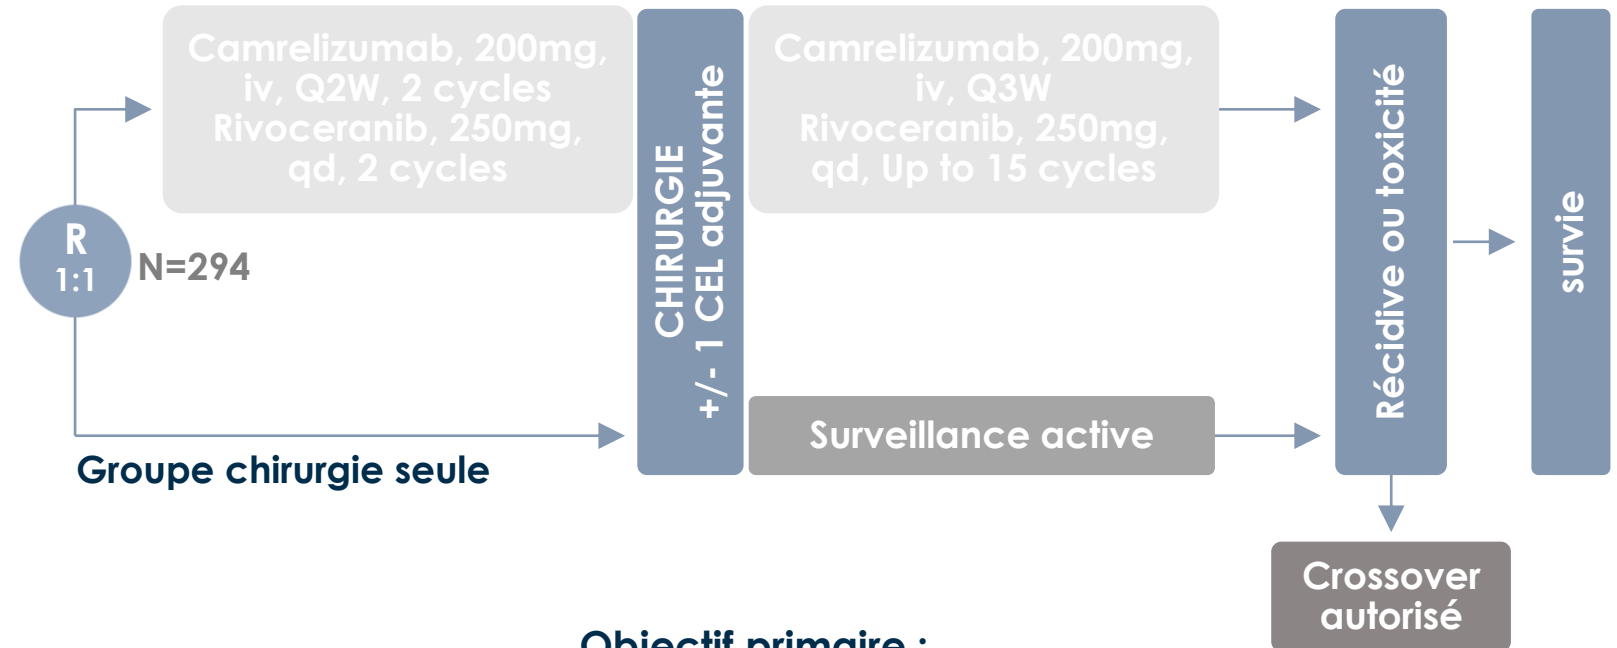 Camrelizumab, 200mg,
iv, Q2W, 2 cycles
Rivoceranib, 250mg,
qd, 2 cycles
CHIRURGIE
+/- 1 CEL adjuvante
Camrelizumab, 200mg,
iv, Q3W
Rivoceranib, 250mg,
qd, Up to 15 cycles
Récidive ou toxicité
survie
R
1:1
N=294
Surveillance active
Groupe chirurgie seule
Crossover
autorisé
Objectif primaire :